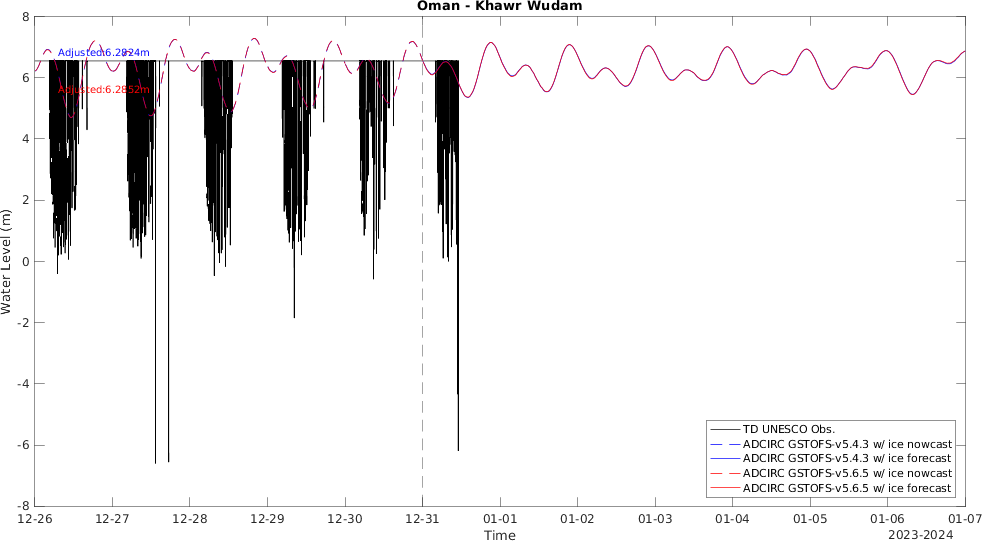 Oman - Khawr Wudam
8
6
4
2
0
-2
-4
-6
-8
Water Level (m)
Adjusted:6.2824m
Adjusted:6.2852m
TD UNESCO Obs.
ADCIRC GSTOFS-v5.4.3 w/ ice nowcast
ADCIRC GSTOFS-v5.4.3 w/ ice forecast
ADCIRC GSTOFS-v5.6.5 w/ ice nowcast
ADCIRC GSTOFS-v5.6.5 w/ ice forecast
12-26 12-27 12-28 12-29 12-30 12-31 01-01 01-02 01-03 01-04 01-05 01-06 01-07
Time
2023-2024